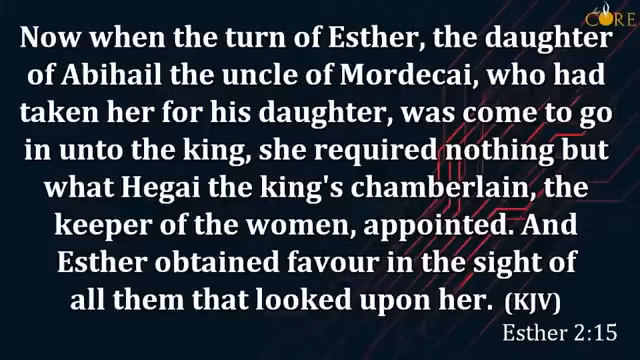 CORE
Now when the turn of Esther, the daughter
of Abihail the uncle of Mordecai, who had
taken her for his daughter, was come to go
in unto the king, she required nothing but
what Hegai the king's chamberlain, the
keeper of the women, appointed. And
Esther obtained favour in the sight of
all them that looked upon her. (KJV)
Esther 2:15